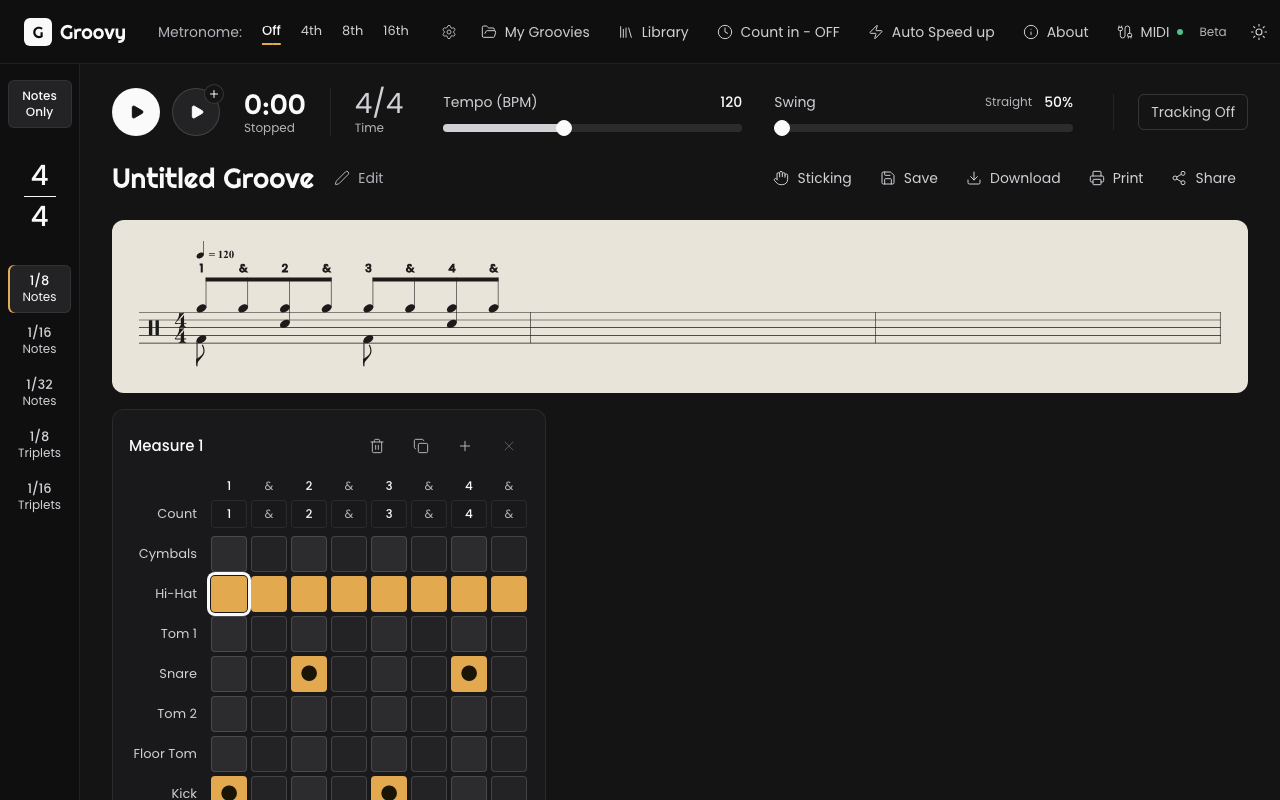 G Groovy
Metronome: Off 4th 8th 16th My Groovies Library Count in - OFF Auto Speed up About MIDI Beta
Notes
Only
0:00
Stopped
4/4
Time
Tempo (BPM) 120
Swing Straight 50%
Tracking Off
Untitled Groove Edit
Sticking Save Download Print Share
4
4
1/8
Notes
1/16
Notes
1/32
Notes
1/8
Triplets
1/16
Triplets
= 120
1 & 2 & 3 & 4 &
4
4
Measure 1
1 & 2 & 3 & 4 &
Count 1 & 2 & 3 & 4 &
Cymbals
Hi-Hat
Tom 1
Snare
Tom 2
Floor Tom
Kick